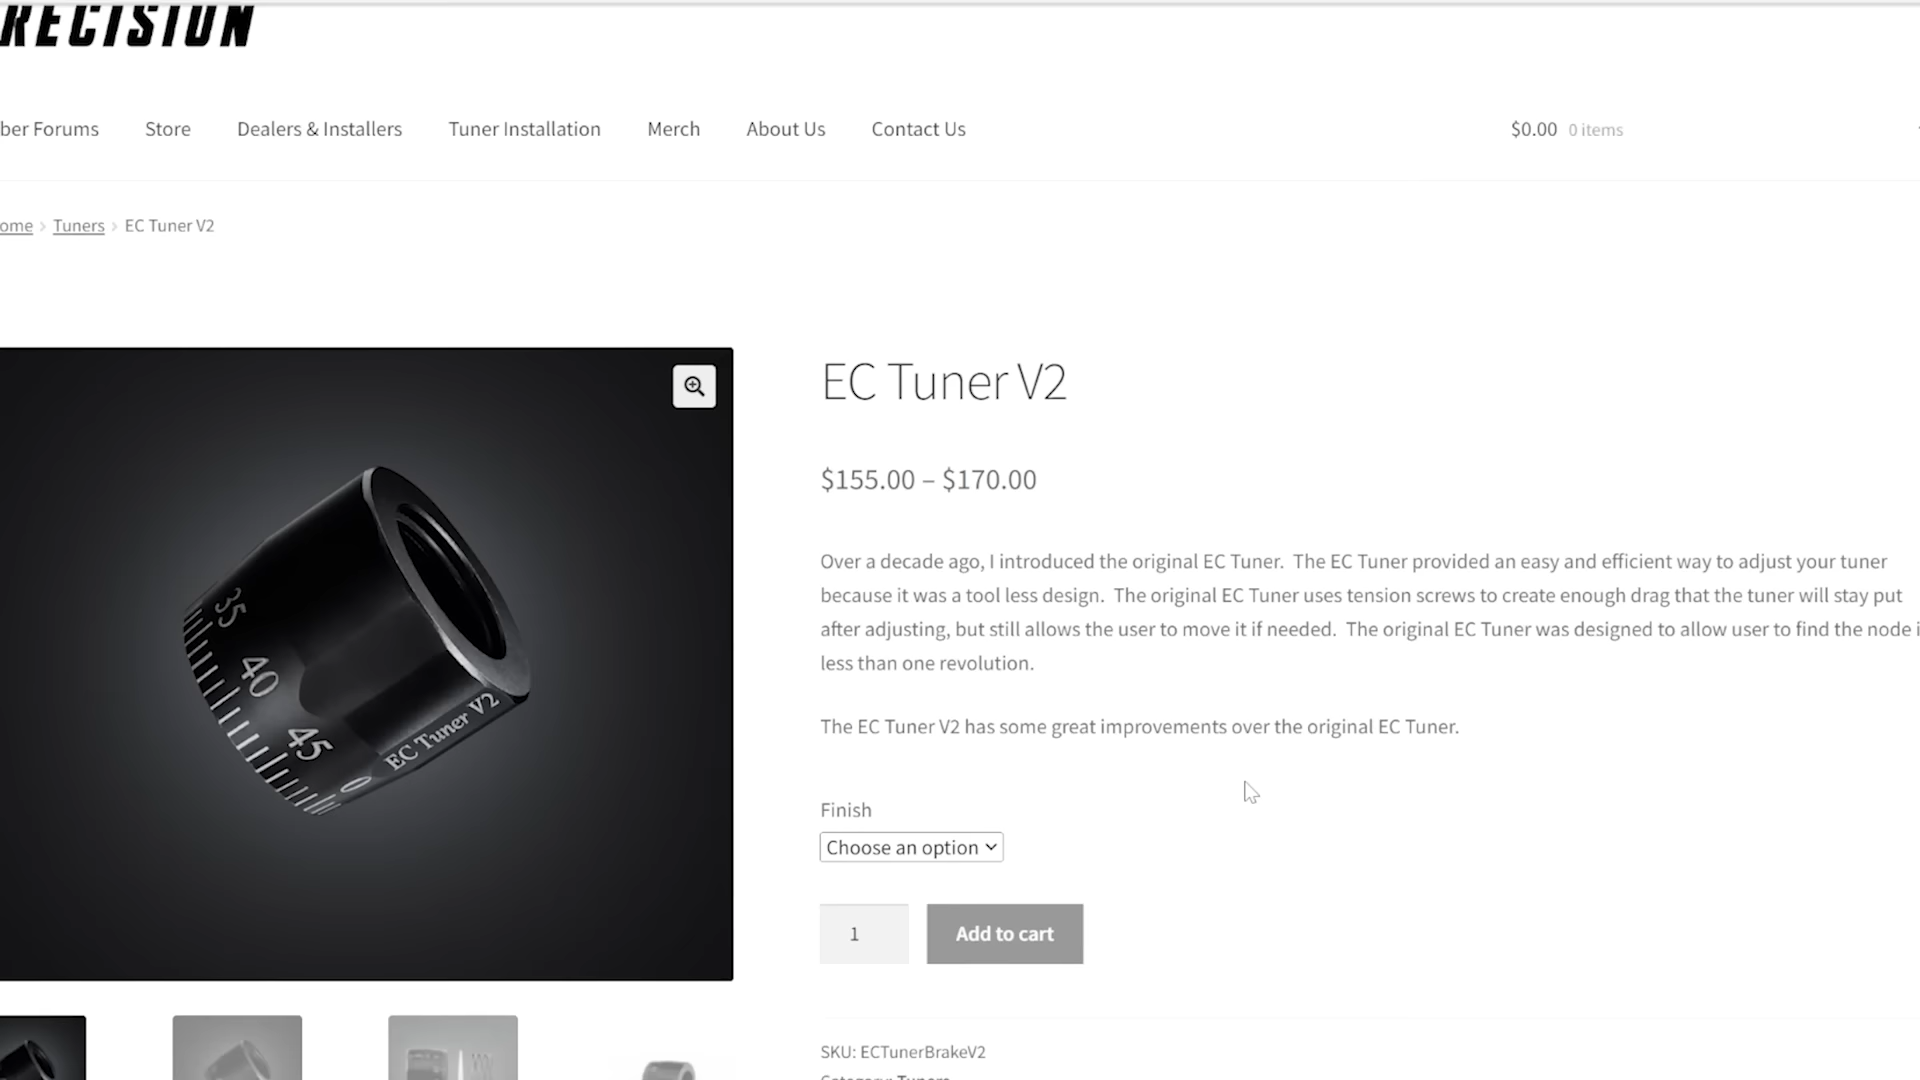 RECISION
ber Forums Store Dealers & Installers Tuner Installation Merch About Us Contact Us $0.00 0 items
ome > Tuners > EC Tuner V2
35
40
45
0
EC Tuner V2
EC Tuner V2
$155.00 – $170.00
Over a decade ago, I introduced the original EC Tuner. The EC Tuner provided an easy and efficient way to adjust your tuner
because it was a tool less design. The original EC Tuner uses tension screws to create enough drag that the tuner will stay put
after adjusting, but still allows the user to move it if needed. The original EC Tuner was designed to allow user to find the node i
less than one revolution.
The EC Tuner V2 has some great improvements over the original EC Tuner.
Finish
Choose an option
1
Add to cart
SKU: ECTunerBrakeV2
Category: Tuners